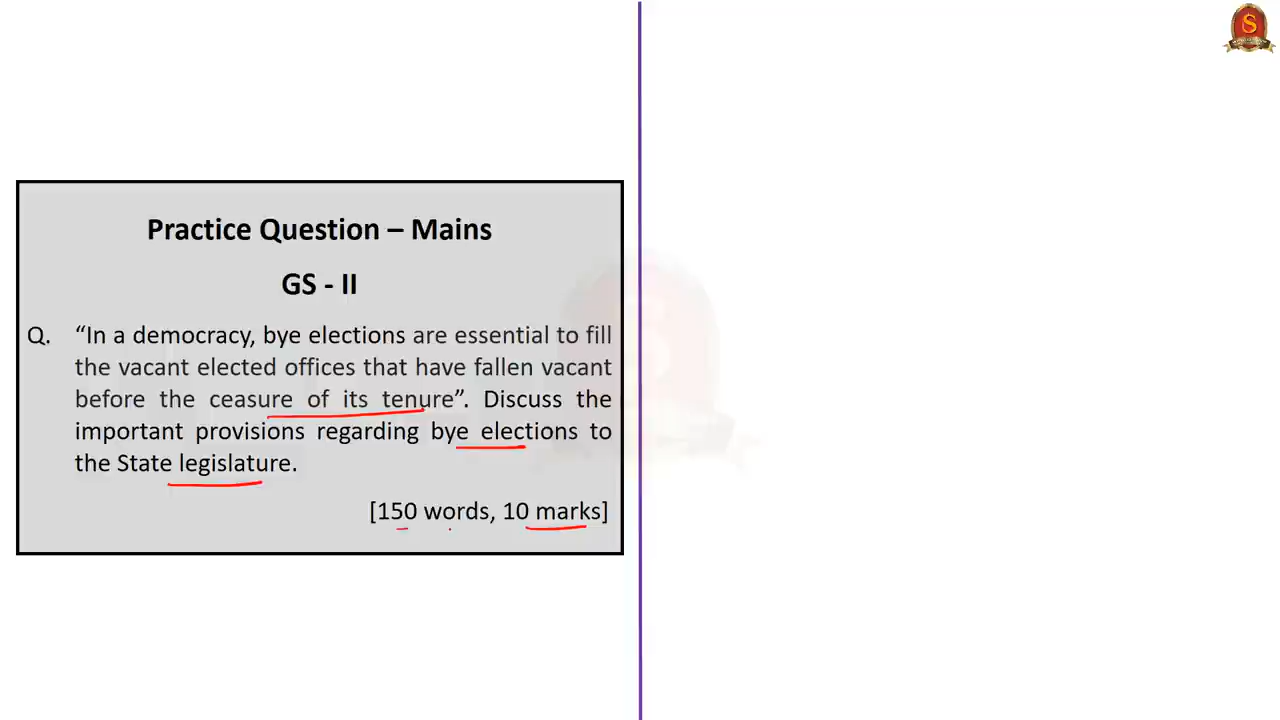 Practice Question – Mains
GS - II
Q. “In a democracy, bye elections are essential to fill
the vacant elected offices that have fallen vacant
before the ceasure of its tenure”. Discuss the
important provisions regarding bye elections to
the State legislature.
[150 words, 10 marks]
S